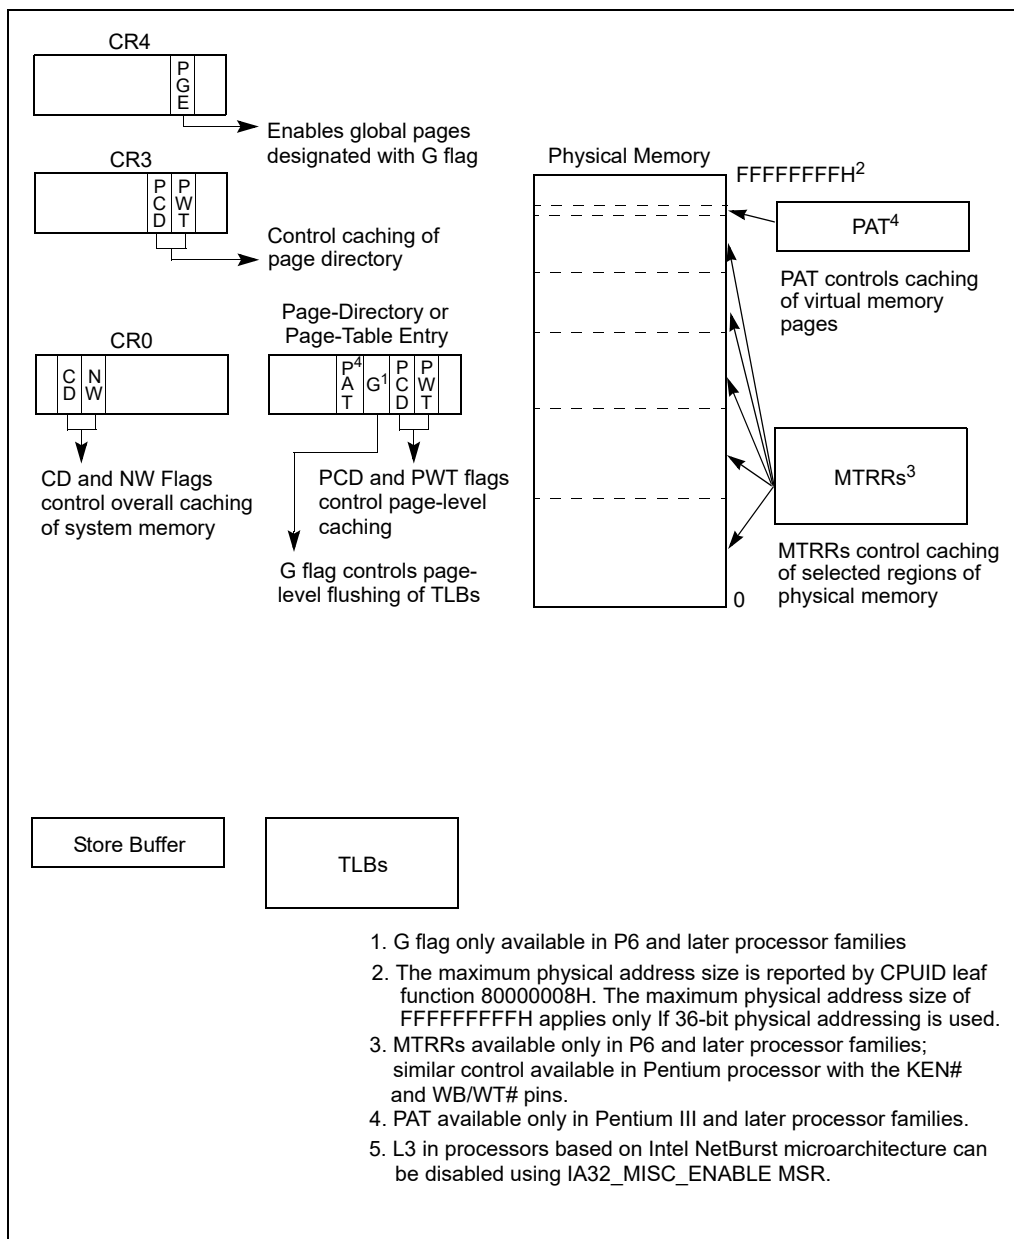 CR4
PGE
Enables global pages
designated with G flag
CR3
PCD
PWT
Control caching of
page directory
CR0
CD
NW
CD and NW Flags
control overall caching
of system memory
Page-Directory or
Page-Table Entry
PAT⁴
G¹
PCD
PWT
PCD and PWT flags
control page-level
caching
G flag controls page-
level flushing of TLBs
Physical Memory
FFFFFFFFH²
PAT⁴
PAT controls caching
of virtual memory
pages
MTRRs³
MTRRs control caching
of selected regions of
physical memory
0
Store Buffer
TLBs
1. G flag only available in P6 and later processor families
2. The maximum physical address size is reported by CPUID leaf
function 80000008H. The maximum physical address size of
FFFFFFFFFH applies only If 36-bit physical addressing is used.
3. MTRRs available only in P6 and later processor families;
similar control available in Pentium processor with the KEN#
and WB/WT# pins.
4. PAT available only in Pentium III and later processor families.
5. L3 in processors based on Intel NetBurst microarchitecture can
be disabled using IA32_MISC_ENABLE MSR.